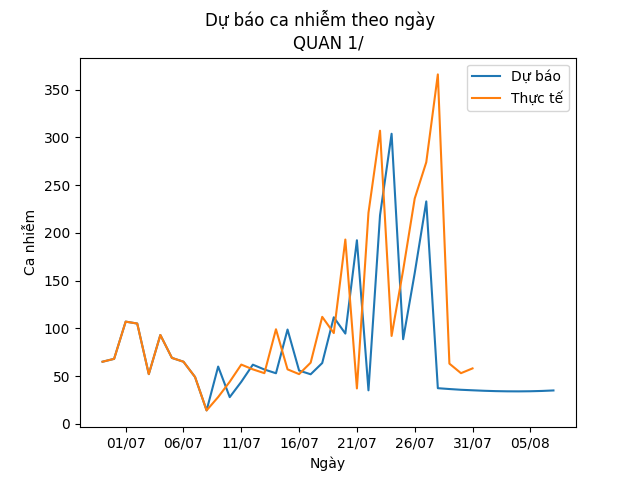 Dự báo ca nhiễm theo ngày
QUAN 1/
Dự báo
Thực tế
Ca nhiễm
350
300
250
200
150
100
50
0
01/07 06/07 11/07 16/07 21/07 26/07 31/07 05/08
Ngày